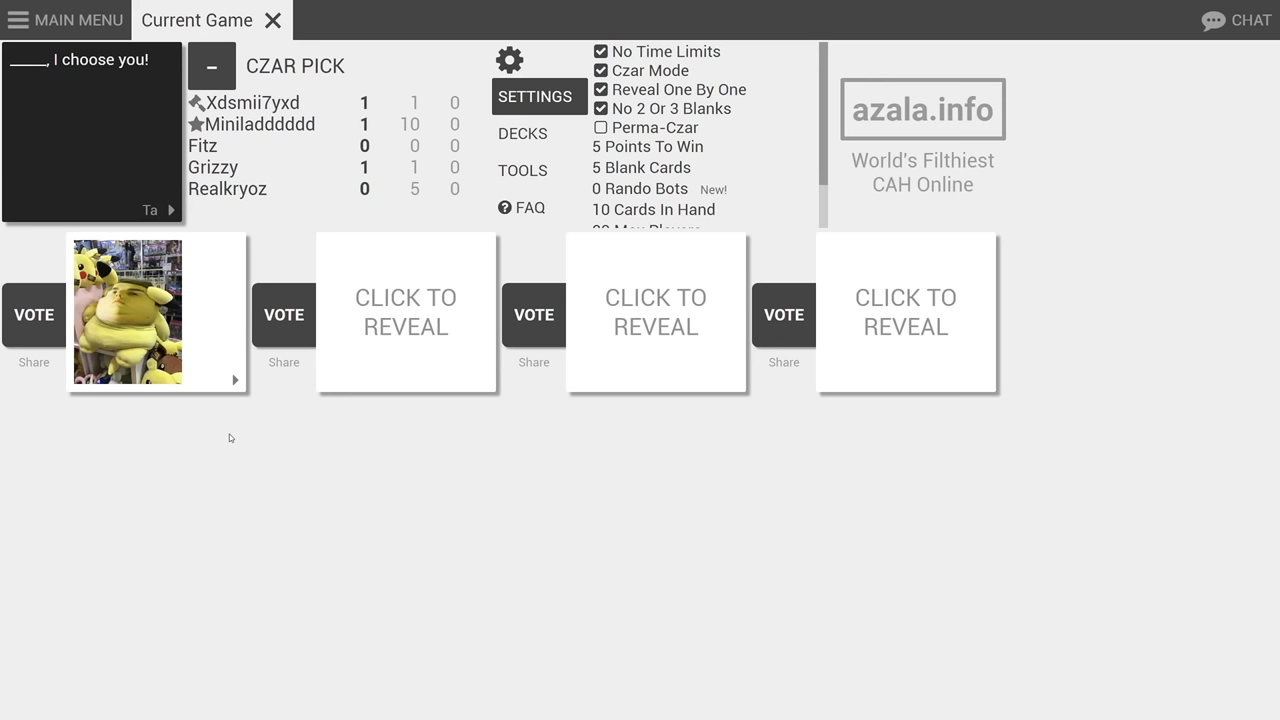 MAIN MENU
Current Game
CHAT
_____, I choose you!
Ta
-
CZAR PICK
Xdsmii7yxd 1 1 0
Miniladddddd 1 10 0
Fitz 0 0 0
Grizzy 1 1 0
Realkryoz 0 5 0
SETTINGS
DECKS
TOOLS
? FAQ
No Time Limits
Czar Mode
Reveal One By One
No 2 Or 3 Blanks
Perma-Czar
5 Points To Win
5 Blank Cards
0 Rando Bots New!
10 Cards In Hand
azala.info
World's Filthiest
CAH Online
VOTE
Share
VOTE
Share
CLICK TO
REVEAL
VOTE
Share
CLICK TO
REVEAL
VOTE
Share
CLICK TO
REVEAL